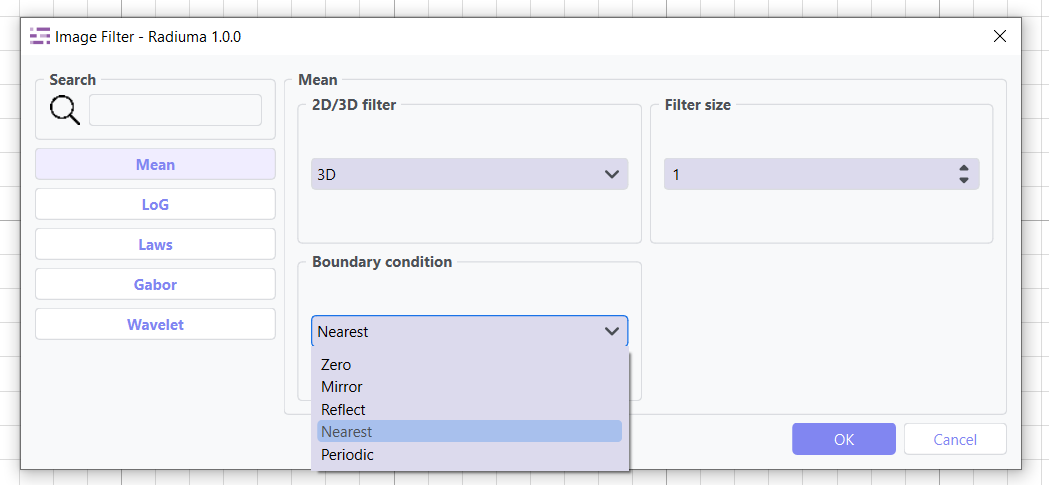 Image Filter - Radiuma 1.0.0
Search
Mean
LoG
Laws
Gabor
Wavelet
Mean
2D/3D filter
3D
Filter size
1
Boundary condition
Nearest
Zero
Mirror
Reflect
Nearest
Periodic
OK
Cancel